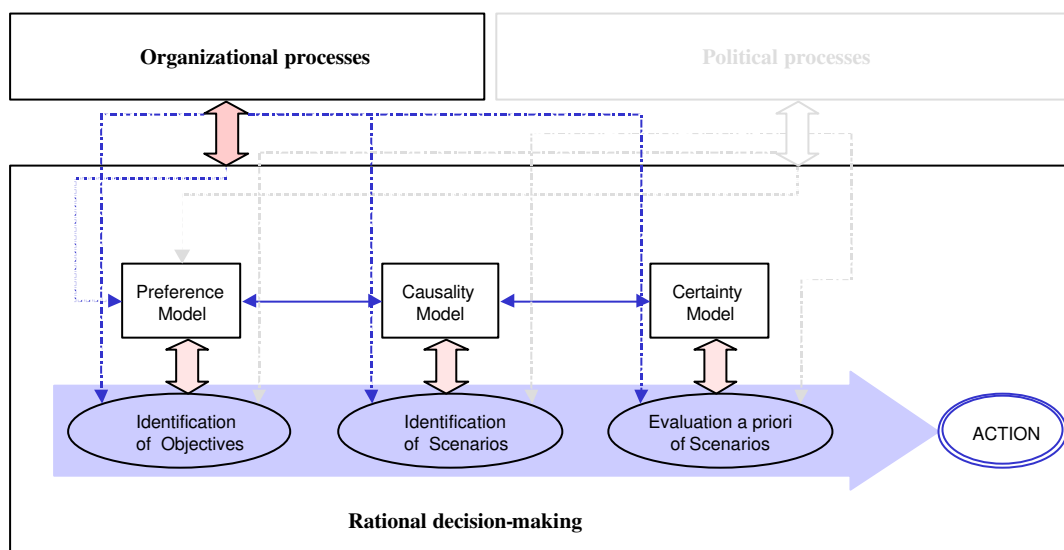 Organizational processes
Political processes
Preference
Model
Causality
Model
Certainty
Model
Identification
of Objectives
Identification
of Scenarios
Evaluation a priori
of Scenarios
ACTION
Rational decision-making